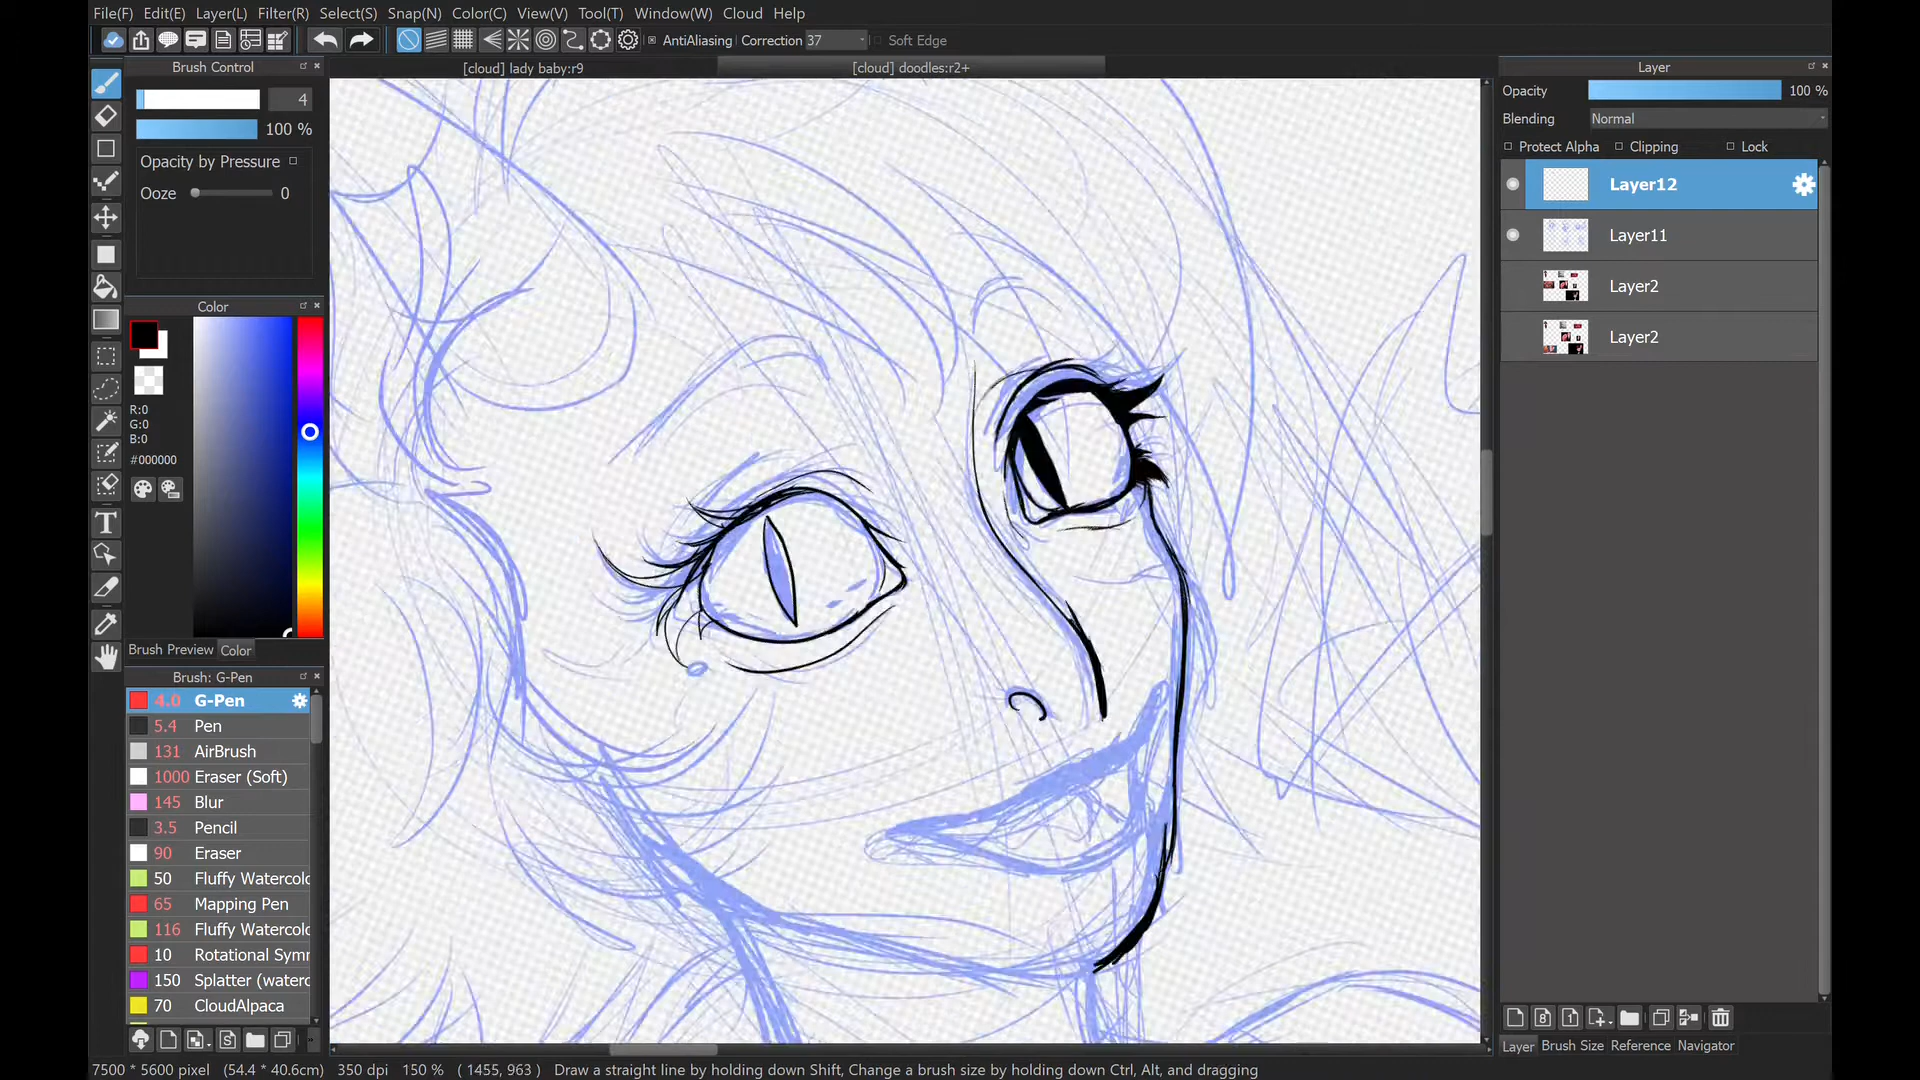 File(F) Edit(E) Layer(L) Filter(R) Select(S) Snap(N) Color(C) View(V) Tool(T) Window(W) Cloud Help
AntiAliasing Correction 37 Soft Edge
Brush Control
[cloud] lady baby:r9
[cloud] doodles:r2+
4
100 %
Opacity by Pressure
Ooze 0
Color
R:0
G:0
B:0
#000000
Brush Preview Color
Brush: G-Pen
4.0 G-Pen
5.4 Pen
131 AirBrush
1000 Eraser (Soft)
145 Blur
3.5 Pencil
90 Eraser
50 Fluffy Watercolo
65 Mapping Pen
116 Fluffy Watercolo
10 Rotational Symm
150 Splatter (waterc
70 CloudAlpaca
Layer
Opacity 100 %
Blending Normal
Protect Alpha Clipping Lock
Layer12
Layer11
Layer2
Layer2
Layer Brush Size Reference Navigator
7500 * 5600 pixel (54.4 * 40.6cm) 350 dpi 150 % ( 1455, 963 ) Draw a straight line by holding down Shift, Change a brush size by holding down Ctrl, Alt, and dragging